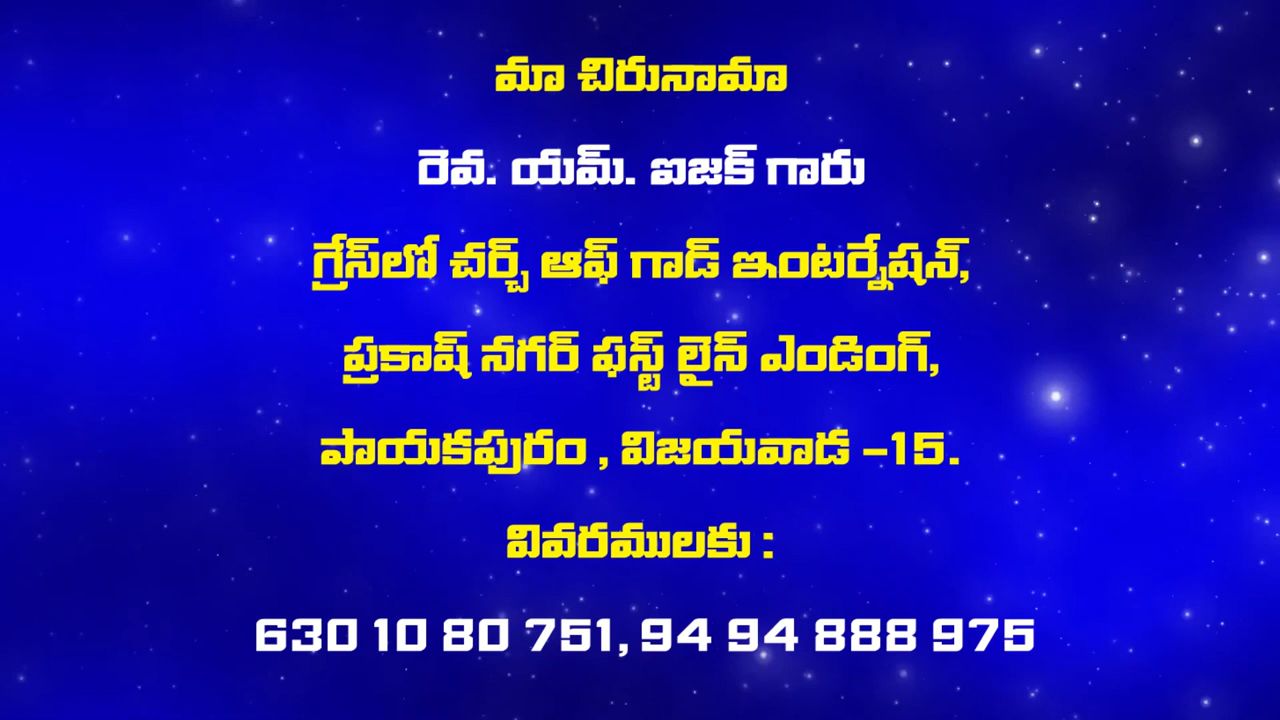 మా చిరునామా
రెవ. యమ్. ఐజక్ గారు
గ్రేస్‌లో చర్చ్ ఆఫ్ గాడ్ ఇంటర్నేషన్,
ప్రకాష్ నగర్ ఫస్ట్ లైన్ ఎండింగ్,
పాయకపురం , విజయవాడ –15.
వివరములకు :
630 10 80 751, 94 94 888 975